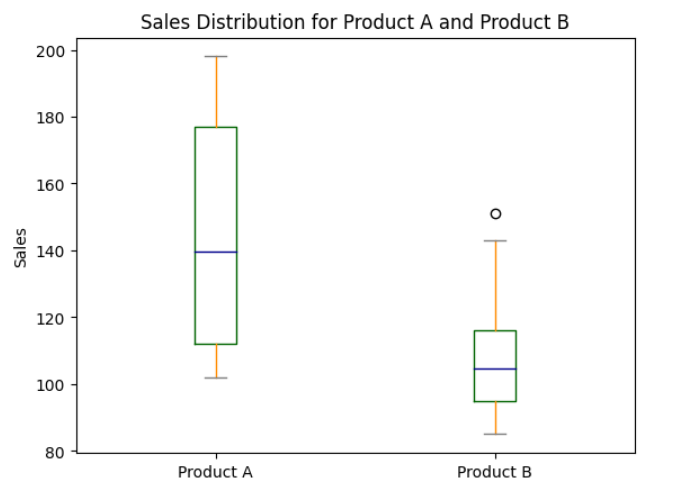 Sales Distribution for Product A and Product B
200
180
160
140
120
100
80
Sales
Product A
Product B